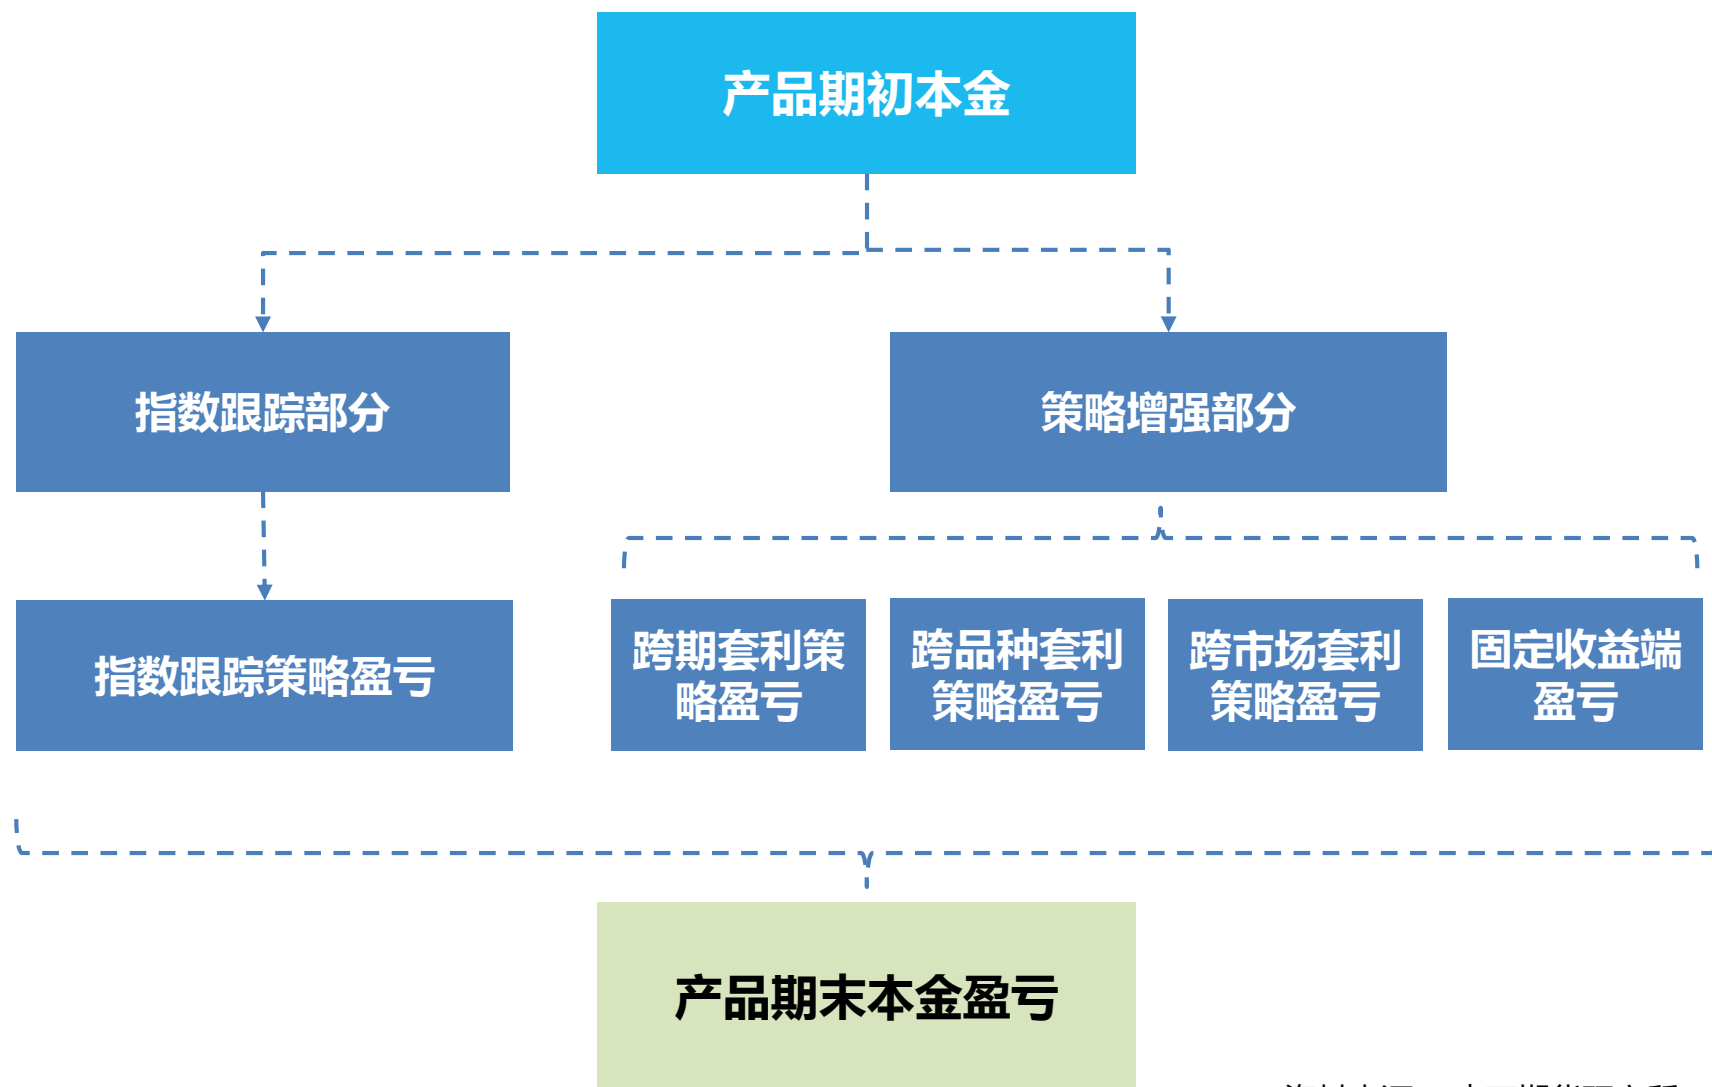 产品期初本金
指数跟踪部分
策略增强部分
指数跟踪策略盈亏
跨期套利策
略盈亏
跨品种套利
策略盈亏
跨市场套利
策略盈亏
固定收益端
盈亏
产品期末本金盈亏